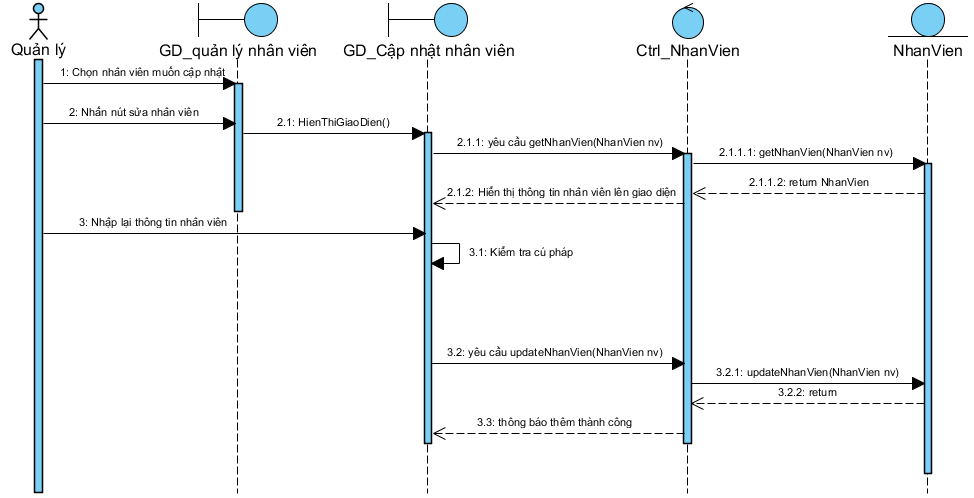 Quản lý
GD_quản lý nhân viên
GD_Cập nhật nhân viên
Ctrl_NhanVien
NhanVien
1: Chọn nhân viên muốn cập nhật
2: Nhấn nút sửa nhân viên
2.1: HienThiGiaoDien()
2.1.1: yêu cầu getNhanVien(NhanVien nv)
2.1.1.1: getNhanVien(NhanVien nv)
2.1.1.2: return NhanVien
2.1.2: Hiển thị thông tin nhân viên lên giao diện
3: Nhập lại thông tin nhân viên
3.1: Kiểm tra cú pháp
3.2: yêu cầu updateNhanVien(NhanVien nv)
3.2.1: updateNhanVien(NhanVien nv)
3.2.2: return
3.3: thông báo thêm thành công